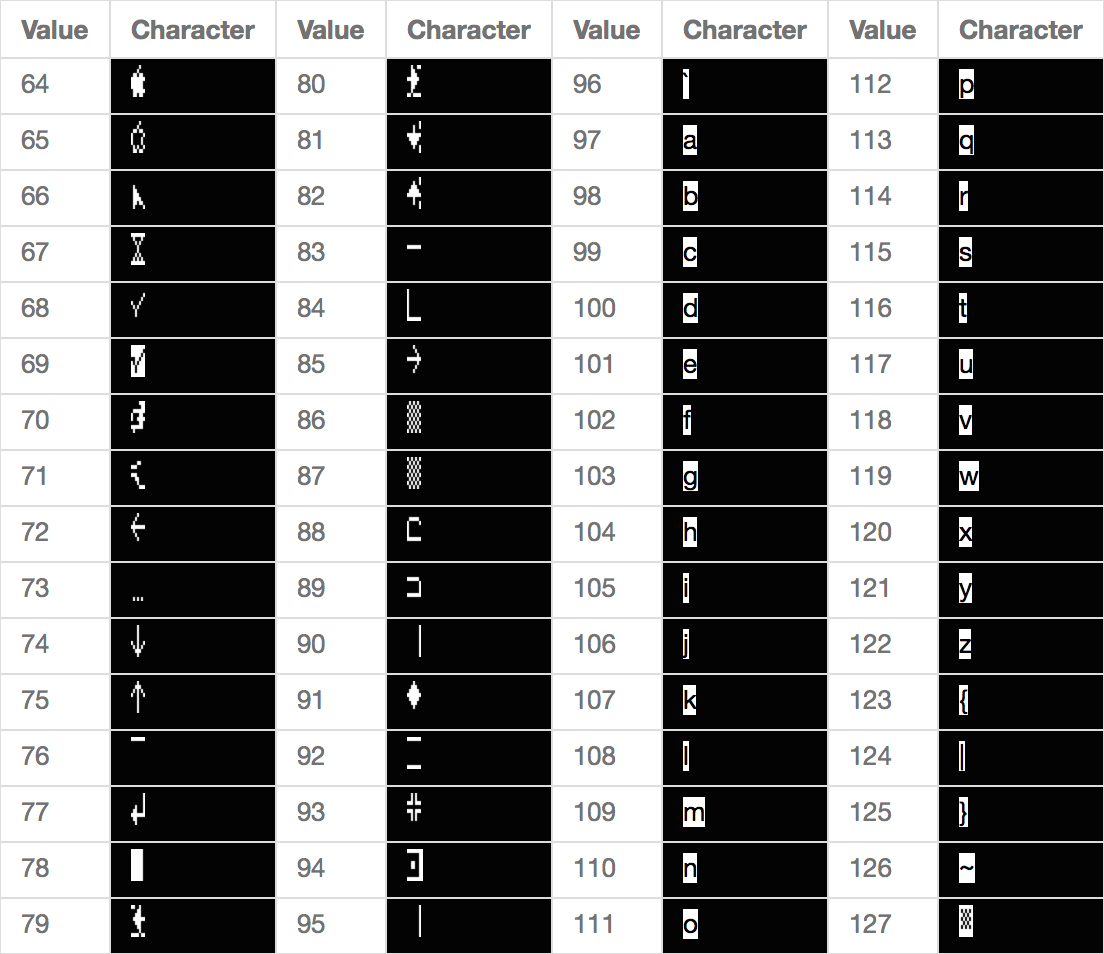 Value Character Value Character Value Character Value Character
64 80 96 ` 112 p
65 81 97 a 113 q
66 82 98 b 114 r
67 83 99 c 115 s
68 84 100 d 116 t
69 85 101 e 117 u
70 86 102 f 118 v
71 87 103 g 119 w
72 ← 88 104 h 120 x
73 … 89 105 i 121 y
74 ↓ 90 106 j 122 z
75 ↑ 91 107 k 123 {
76 92 108 l 124 |
77 93 109 m 125 }
78 94 110 n 126 ~
79 95 111 o 127